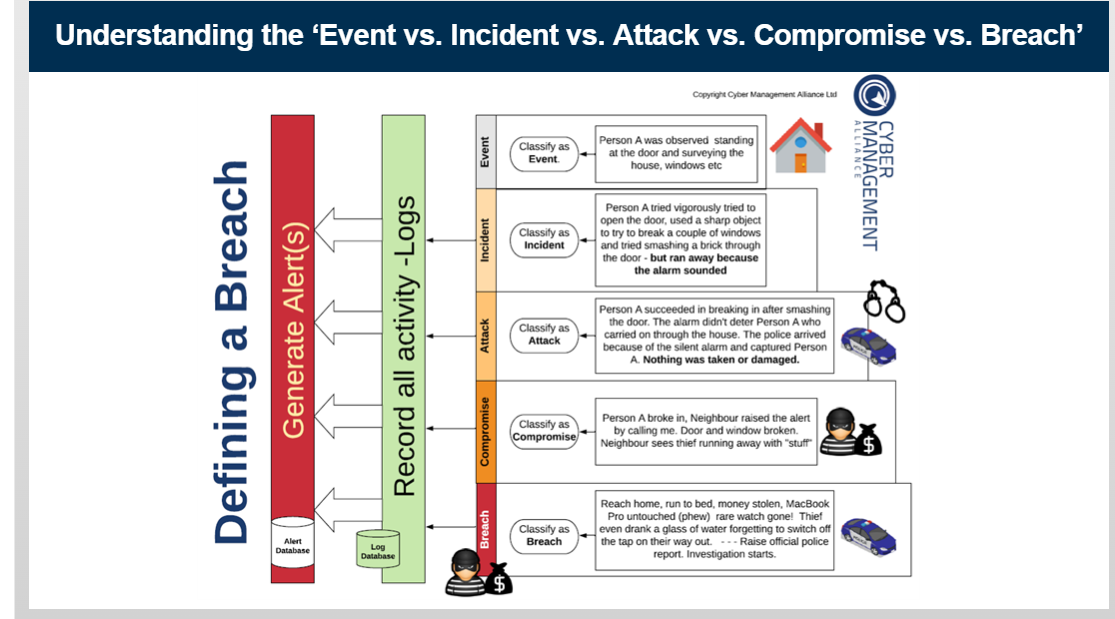 Understanding the ‘Event vs. Incident vs. Attack vs. Compromise vs. Breach’
Copyright Cyber Management Alliance Ltd
CYBER
MANAGEMENT
ALLIANCE
Defining a Breach
Generate Alert(s)
Alert
Database
Record all activity -Logs
Log
Database
Event
Classify as
Event.
Person A was observed standing
at the door and surveying the
house, windows etc
Incident
Classify as
Incident
Person A tried vigorously tried to
open the door, used a sharp object
to try to break a couple of windows
and tried smashing a brick through
the door - but ran away because
the alarm sounded
Attack
Classify as
Attack
Person A succeeded in breaking in after smashing
the door. The alarm didn't deter Person A who
carried on through the house. The police arrived
because of the silent alarm and captured Person
A. Nothing was taken or damaged.
Compromise
Classify as
Compromise
Person A broke in, Neighbour raised the alert
by calling me. Door and window broken.
Neighbour sees thief running away with "stuff"
$
Breach
Classify as
Breach
Reach home, run to bed, money stolen, MacBook
Pro untouched (phew) rare watch gone! Thief
even drank a glass of water forgetting to switch off
the tap on their way out. - - - Raise official police
report. Investigation starts.
$